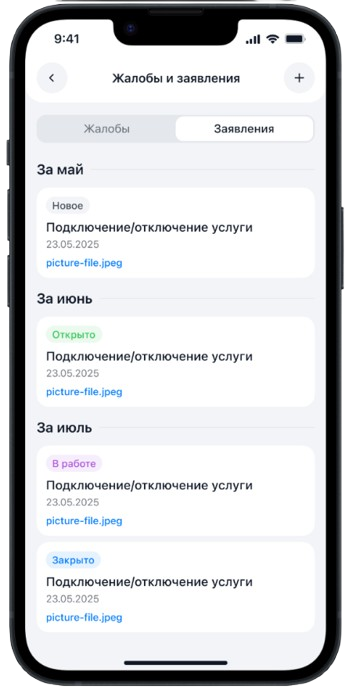 9:41
Жалобы и заявления
Жалобы
Заявления
За май
Новое
Подключение/отключение услуги
23.05.2025
picture-file.jpeg
За июнь
Открыто
Подключение/отключение услуги
23.05.2025
picture-file.jpeg
За июль
В работе
Подключение/отключение услуги
23.05.2025
picture-file.jpeg
Закрыто
Подключение/отключение услуги
23.05.2025
picture-file.jpeg